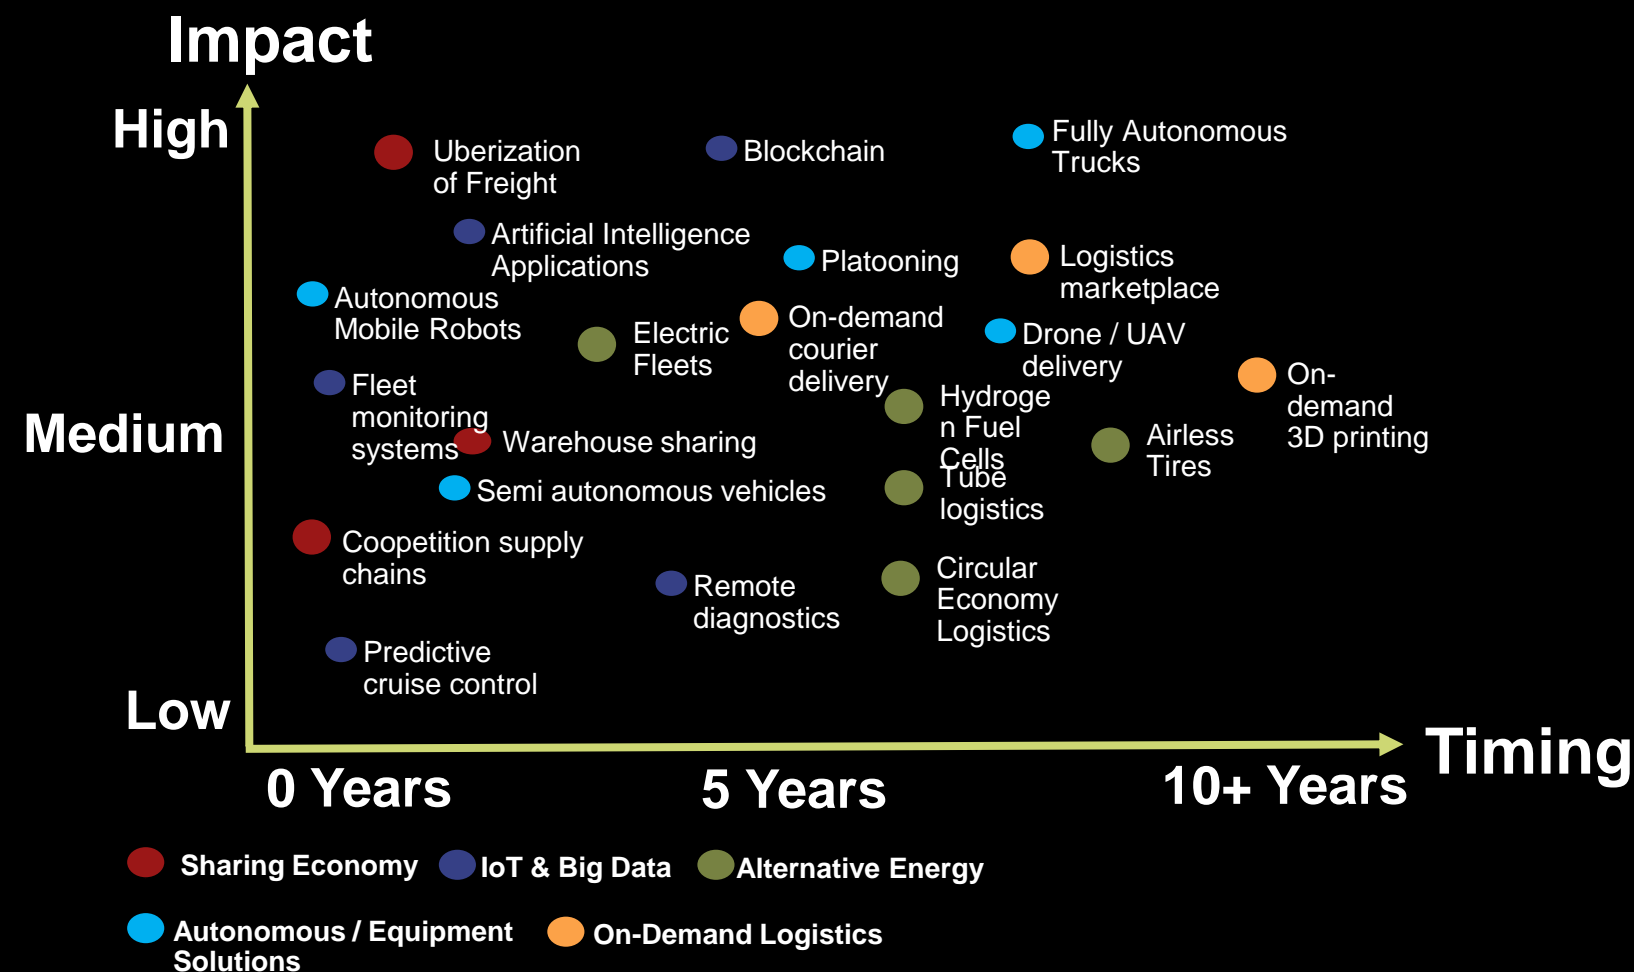 Impact
High
Uberization
of Freight
Blockchain
Fully Autonomous
Trucks
Artificial Intelligence
Applications
Platooning
Logistics
marketplace
Autonomous
Mobile Robots
Electric
Fleets
On-demand
courier
delivery
Drone / UAV
delivery
Fleet
monitoring
systems
Hydroge
n Fuel
Cells
On-
demand
3D printing
Medium
Warehouse sharing
Airless
Tires
Semi autonomous vehicles
Tube
logistics
Coopetition supply
chains
Remote
diagnostics
Circular
Economy
Logistics
Predictive
cruise control
Low
Timing
0 Years
5 Years
10+ Years
Sharing Economy
IoT & Big Data
Alternative Energy
Autonomous / Equipment
Solutions
On-Demand Logistics